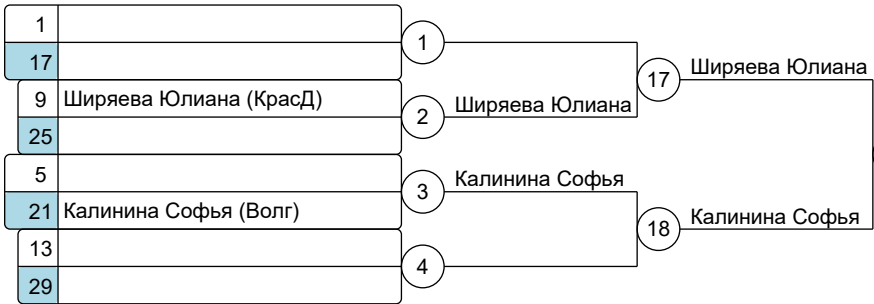 1
1
17
17 Ширяева Юлиана
9 Ширяева Юлиана (КрасД)
2 Ширяева Юлиана
25
5
3 Калинина Софья
21 Калинина Софья (Волг)
18 Калинина Софья
13
4
29